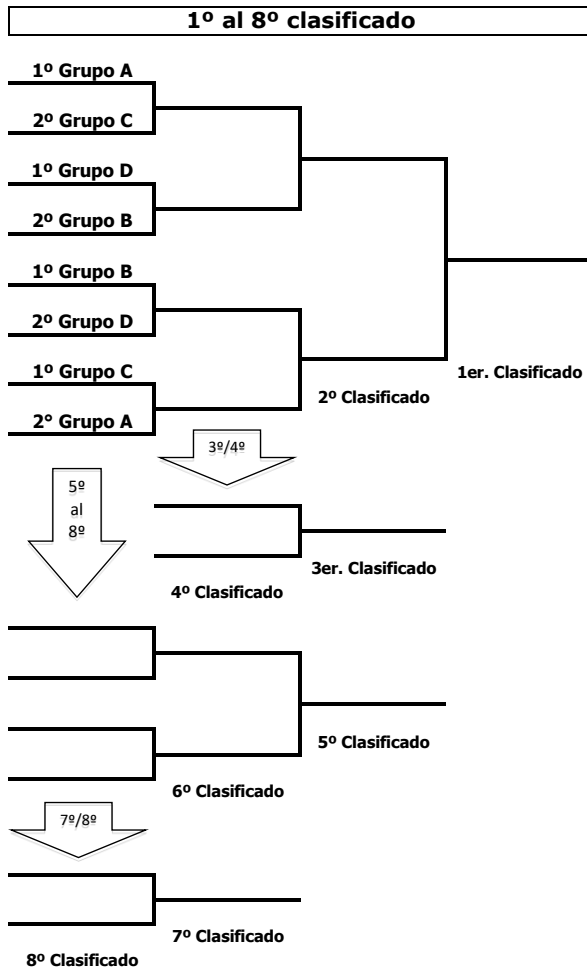 1º al 8º clasificado
1º Grupo A
2º Grupo C
1º Grupo D
2º Grupo B
1º Grupo B
2º Grupo D
1º Grupo C
2° Grupo A
1er. Clasificado
2º Clasificado
3º/4º
5º
al
8º
3er. Clasificado
4º Clasificado
5º Clasificado
6º Clasificado
7º/8º
7º Clasificado
8º Clasificado